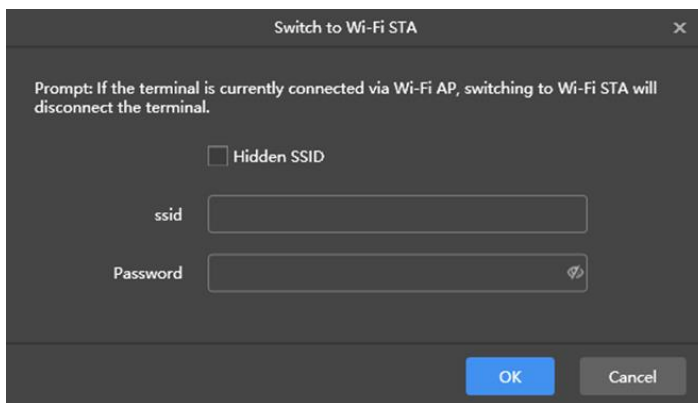 Switch to Wi-Fi STA
Prompt: If the terminal is currently connected via Wi-Fi AP, switching to Wi-Fi STA will
disconnect the terminal.
Hidden SSID
ssid
Password
OK
Cancel